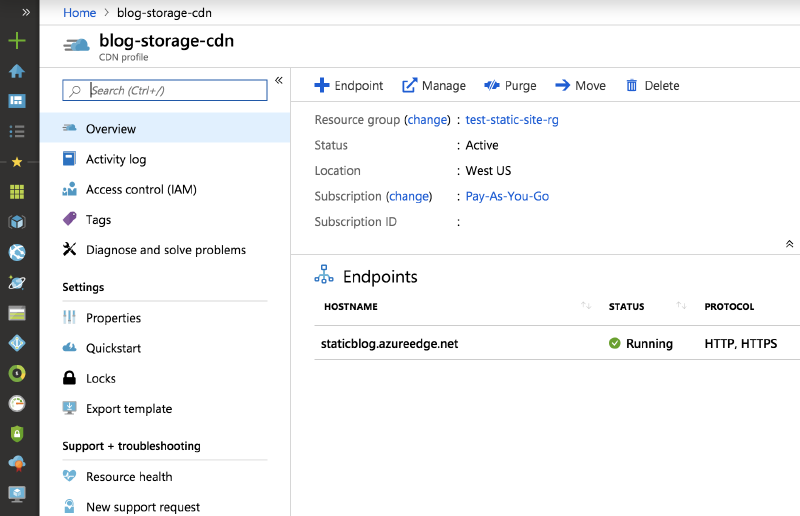 » Home > blog-storage-cdn
blog-storage-cdn
CDN profile
Search (Ctrl+/)
«
Overview
Activity log
Access control (IAM)
Tags
Diagnose and solve problems
Settings
Properties
Quickstart
Locks
Export template
Support + troubleshooting
Resource health
New support request
Endpoint Manage Purge Move Delete
Resource group (change) : test-static-site-rg
Status : Active
Location : West US
Subscription (change) : Pay-As-You-Go
Subscription ID :
Endpoints
HOSTNAME STATUS PROTOCOL
staticblog.azureedge.net Running HTTP, HTTPS